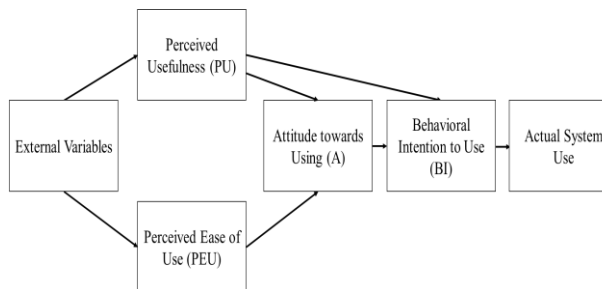 Perceived
Usefulness (PU)
External Variables
Attitude towards
Using (A)
Behavioral
Intention to Use
(BI)
Actual System
Use
Perceived Ease of
Use (PEU)